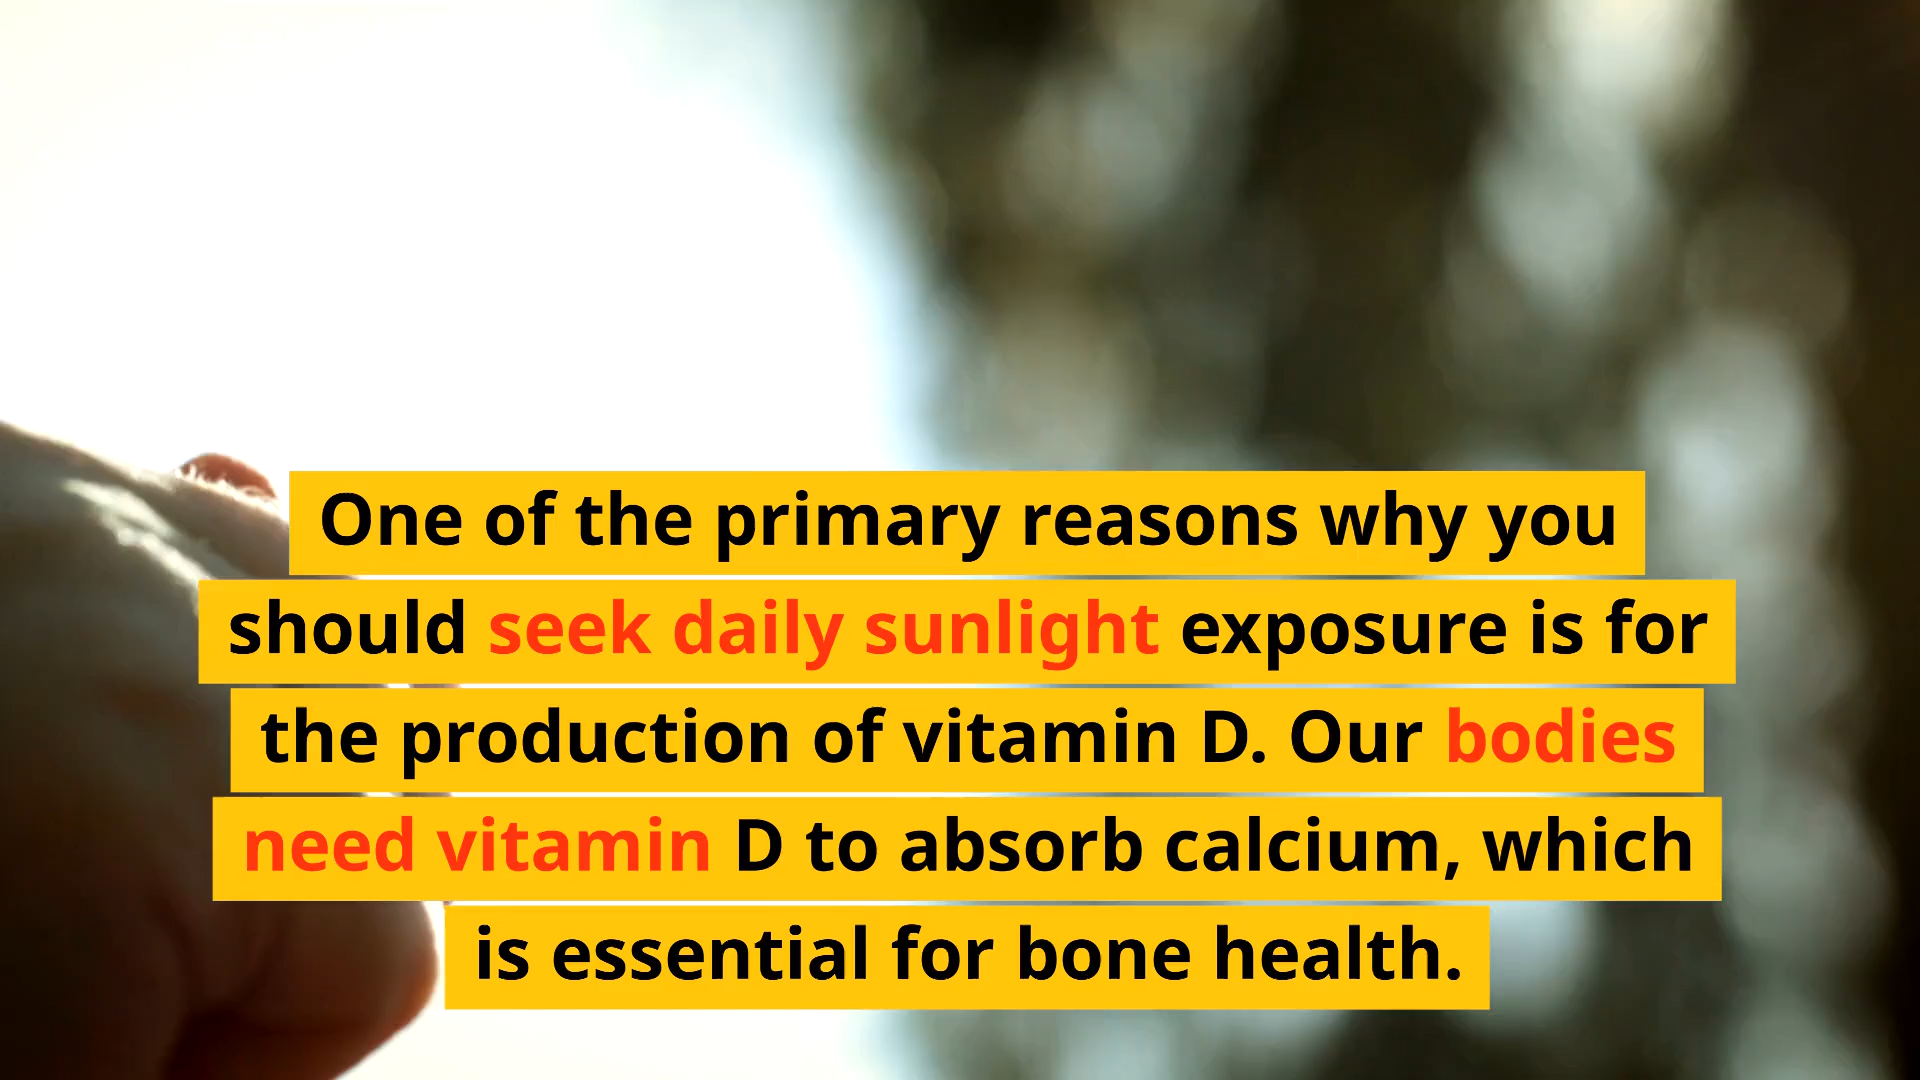 One of the primary reasons why you
should seek daily sunlight exposure is for
the production of vitamin D. Our bodies
need vitamin D to absorb calcium, which
is essential for bone health.